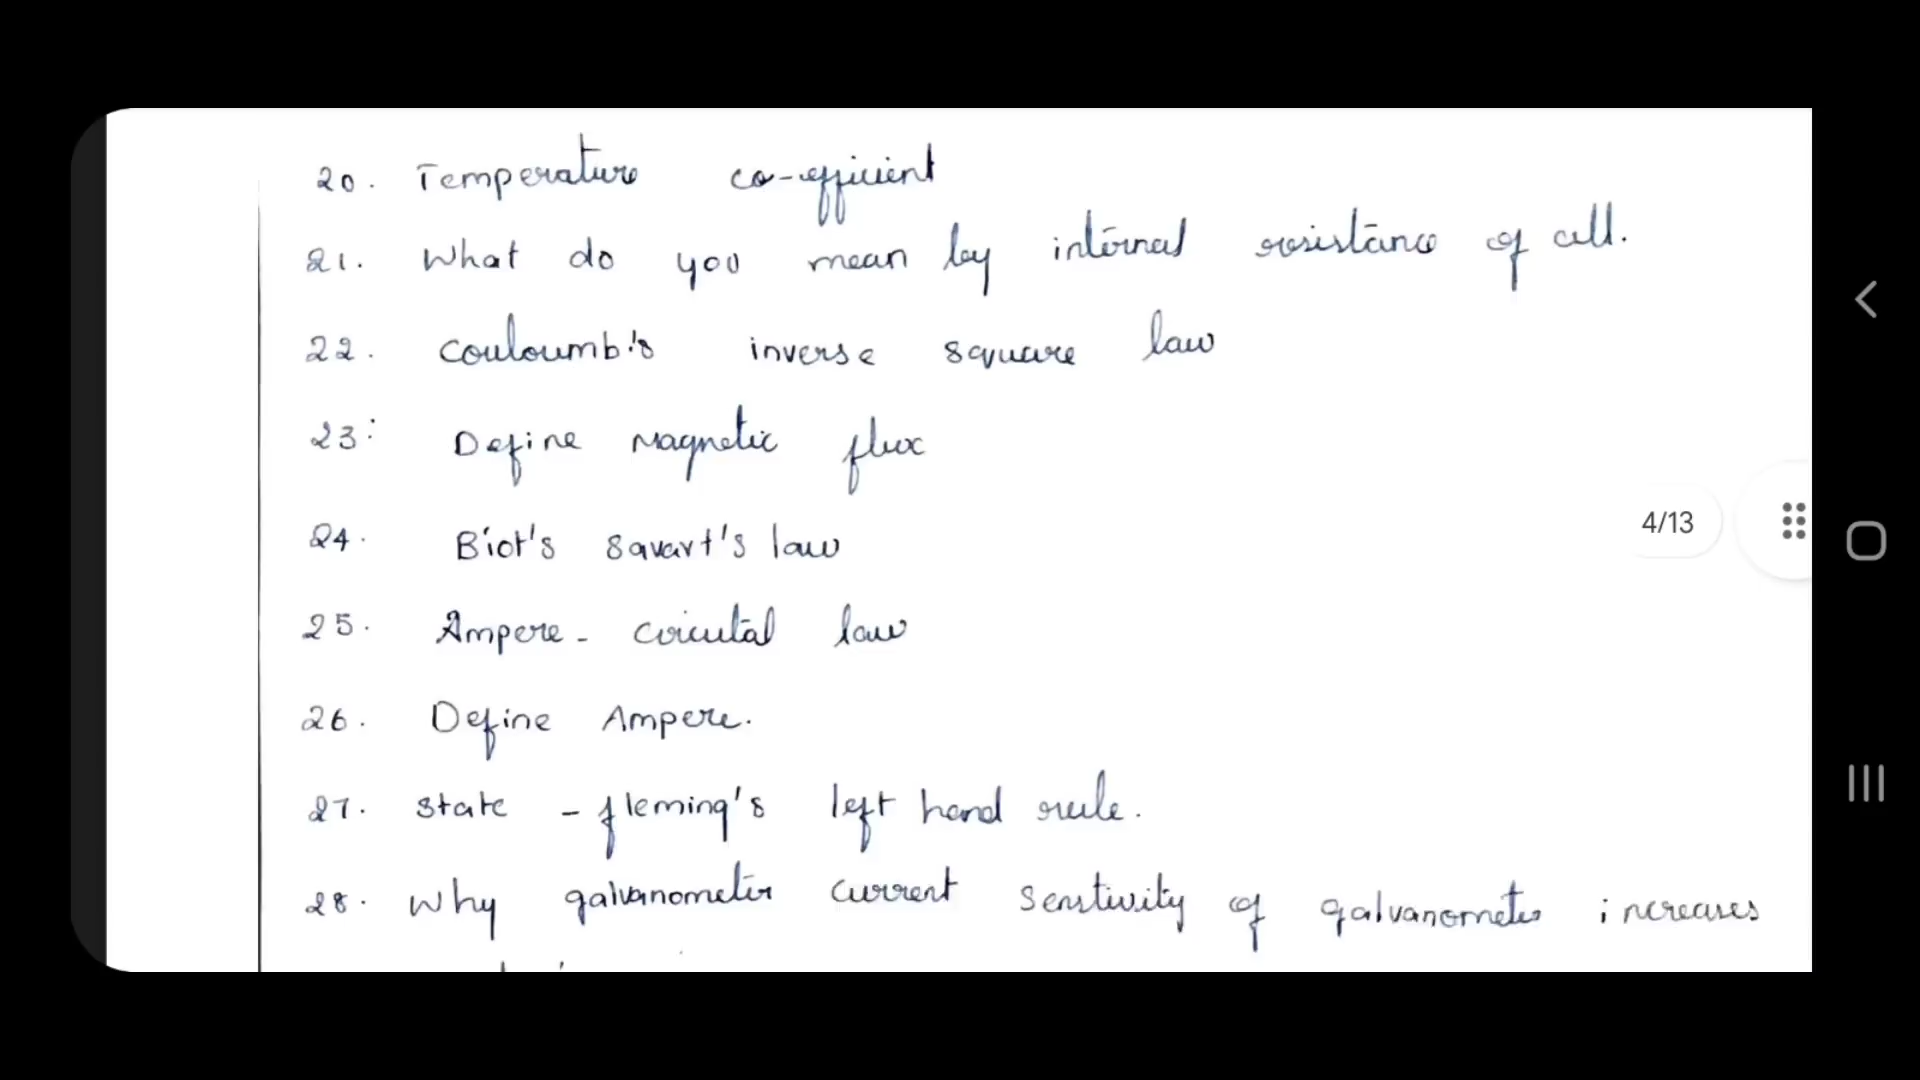 20. Temperature co-efficient
21. What do you mean by internal resistance of cell.
22. Couloumb's inverse square law
23. Define Magnetic flux
24. Biot's savart's law
25. Ampere - circuital law
4/13
26. Define Ampere.
27. State - fleming's left hand rule.
28. Why galvanometer current senstivity of galvanometer increases